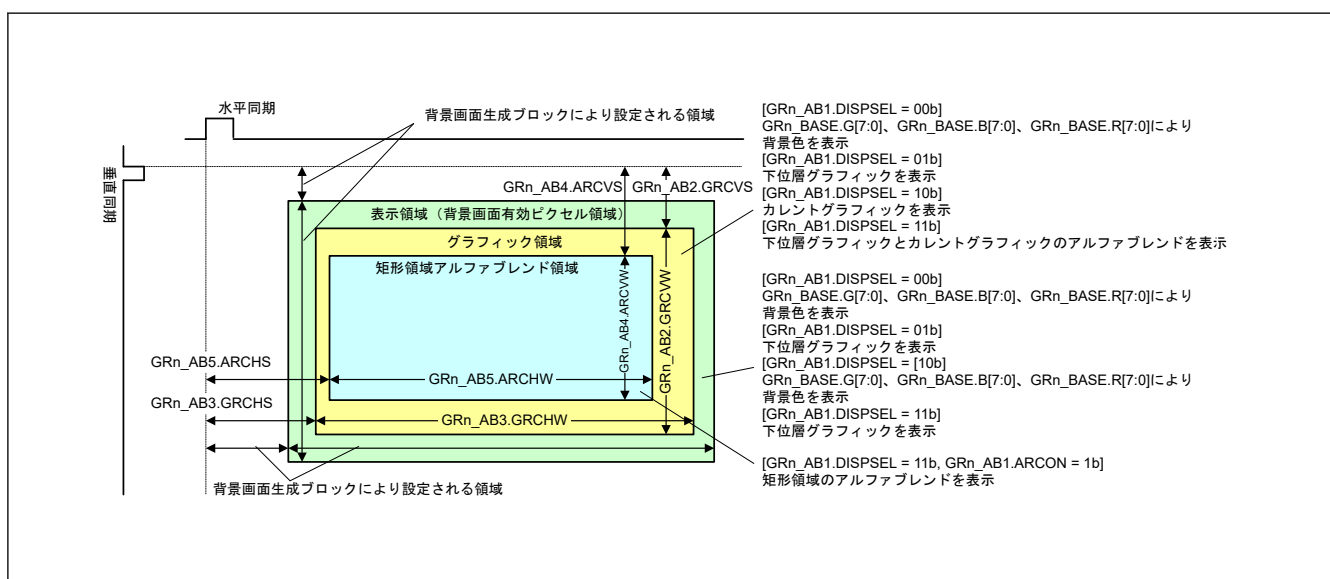 水平同期
背景画面生成ブロックにより設定される領域
垂直同期
GRn_AB4.ARCVS
GRn_AB2.GRCVS
表示領域（背景画面有効ピクセル領域）
グラフィック領域
矩形領域アルファブレンド領域
GRn_AB4.ARCVW
GRn_AB2.GRCVW
GRn_AB5.ARCHS
GRn_AB5.ARCHW
GRn_AB3.GRCHS
GRn_AB3.GRCHW
背景画面生成ブロックにより設定される領域
[GRn_AB1.DISPSEL = 00b]
GRn_BASE.G[7:0]、GRn_BASE.B[7:0]、GRn_BASE.R[7:0]により
背景色を表示
[GRn_AB1.DISPSEL = 01b]
下位層グラフィックを表示
[GRn_AB1.DISPSEL = 10b]
カレントグラフィックを表示
[GRn_AB1.DISPSEL = 11b]
下位層グラフィックとカレントグラフィックのアルファブレンドを表示
[GRn_AB1.DISPSEL = 00b]
GRn_BASE.G[7:0]、GRn_BASE.B[7:0]、GRn_BASE.R[7:0]により
背景色を表示
[GRn_AB1.DISPSEL = 01b]
下位層グラフィックを表示
[GRn_AB1.DISPSEL = [10b]
GRn_BASE.G[7:0]、GRn_BASE.B[7:0]、GRn_BASE.R[7:0]により
背景色を表示
[GRn_AB1.DISPSEL = 11b]
下位層グラフィックを表示
[GRn_AB1.DISPSEL = 11b, GRn_AB1.ARCON = 1b]
矩形領域のアルファブレンドを表示